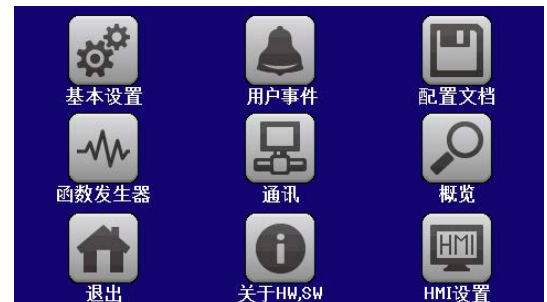 基本设置
用户事件
配置文档
函数发生器
通讯
概览
HMI
退出
关于HW,SW
HMI设置